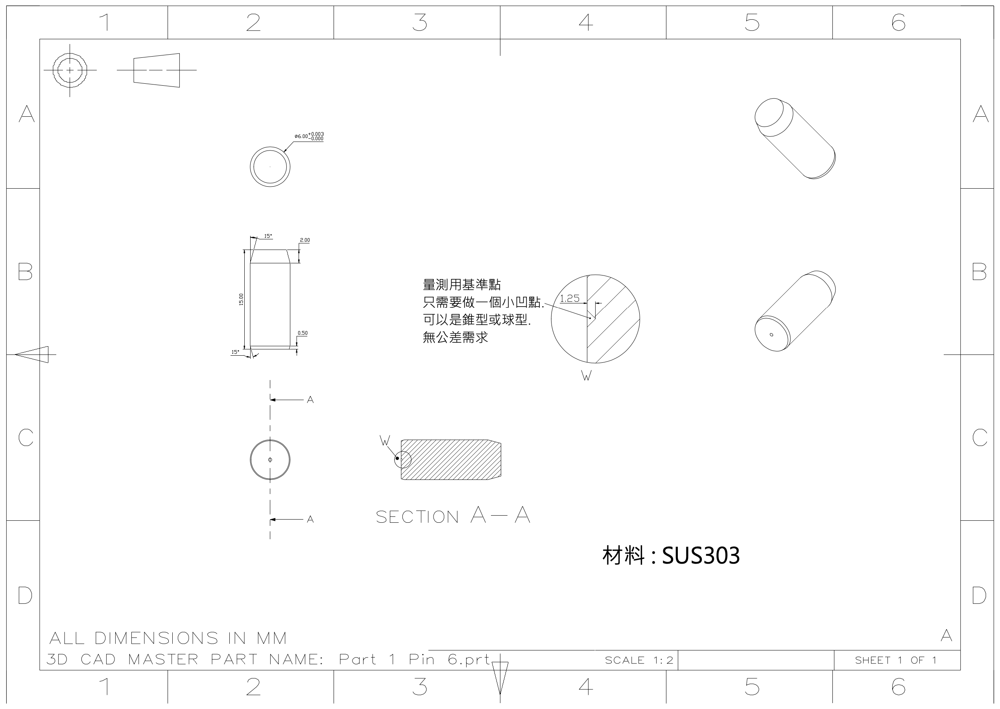 1 2 3 4 5 6
A A
ø6.00 +0.003 -0.000
15°
2.00
B B
量測用基準點
只需要做一個小凹點.
可以是錐型或球型.
無公差需求
1.25
15.00
0.50
15°
W
A
W
C C
A
SECTION A-A
材料 : SUS303
D D
ALL DIMENSIONS IN MM
A
3D CAD MASTER PART NAME: Part 1 Pin 6.prt
SCALE 1:2
SHEET 1 OF 1
1 2 3 4 5 6